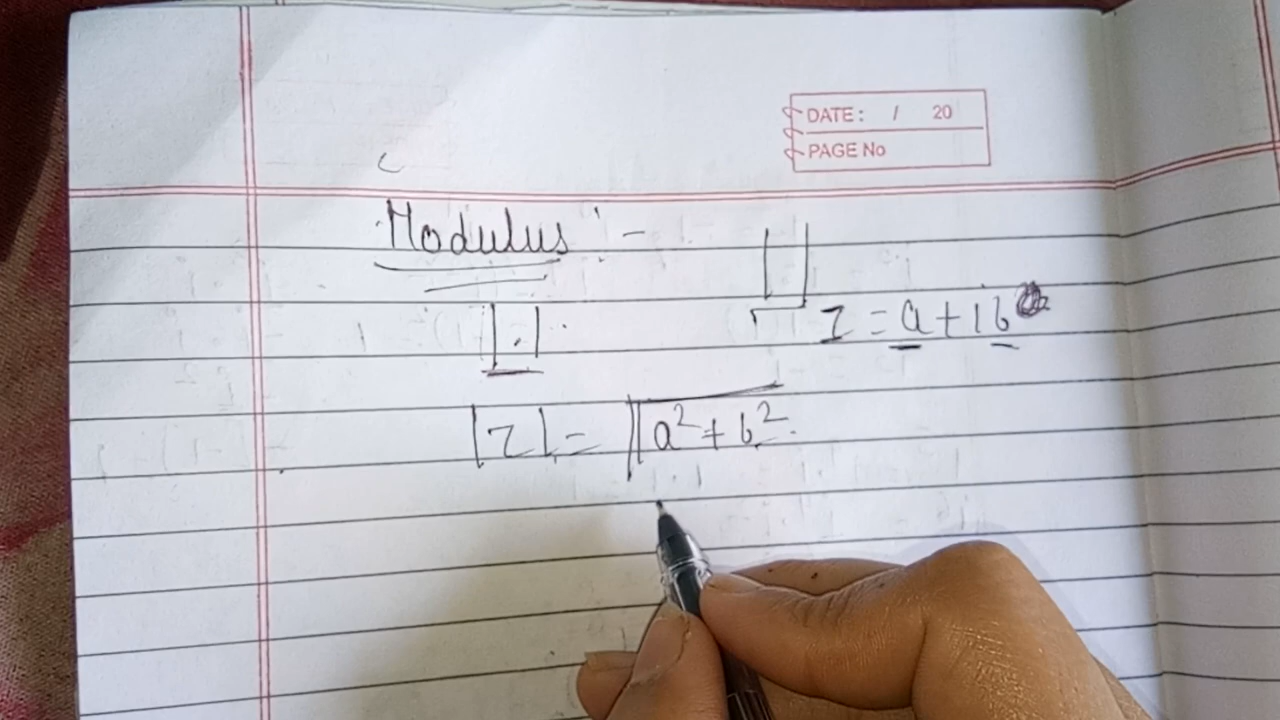 DATE: / 20
PAGE No
Modulus :-
| . |
z = a + ib
|z| = √a² + b²